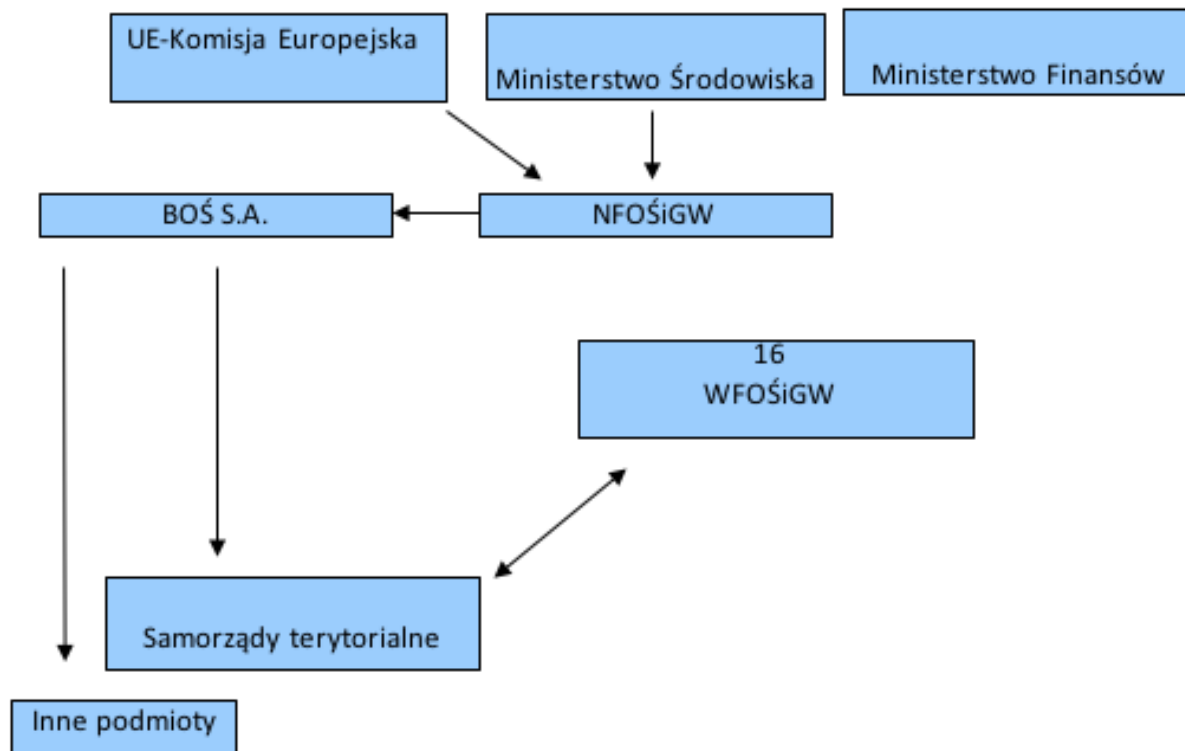 UE-Komisja Europejska
Ministerstwo Środowiska
Ministerstwo Finansów
BOŚ S.A.
NFOŚiGW
16
WFOŚiGW
Samorządy terytorialne
Inne podmioty